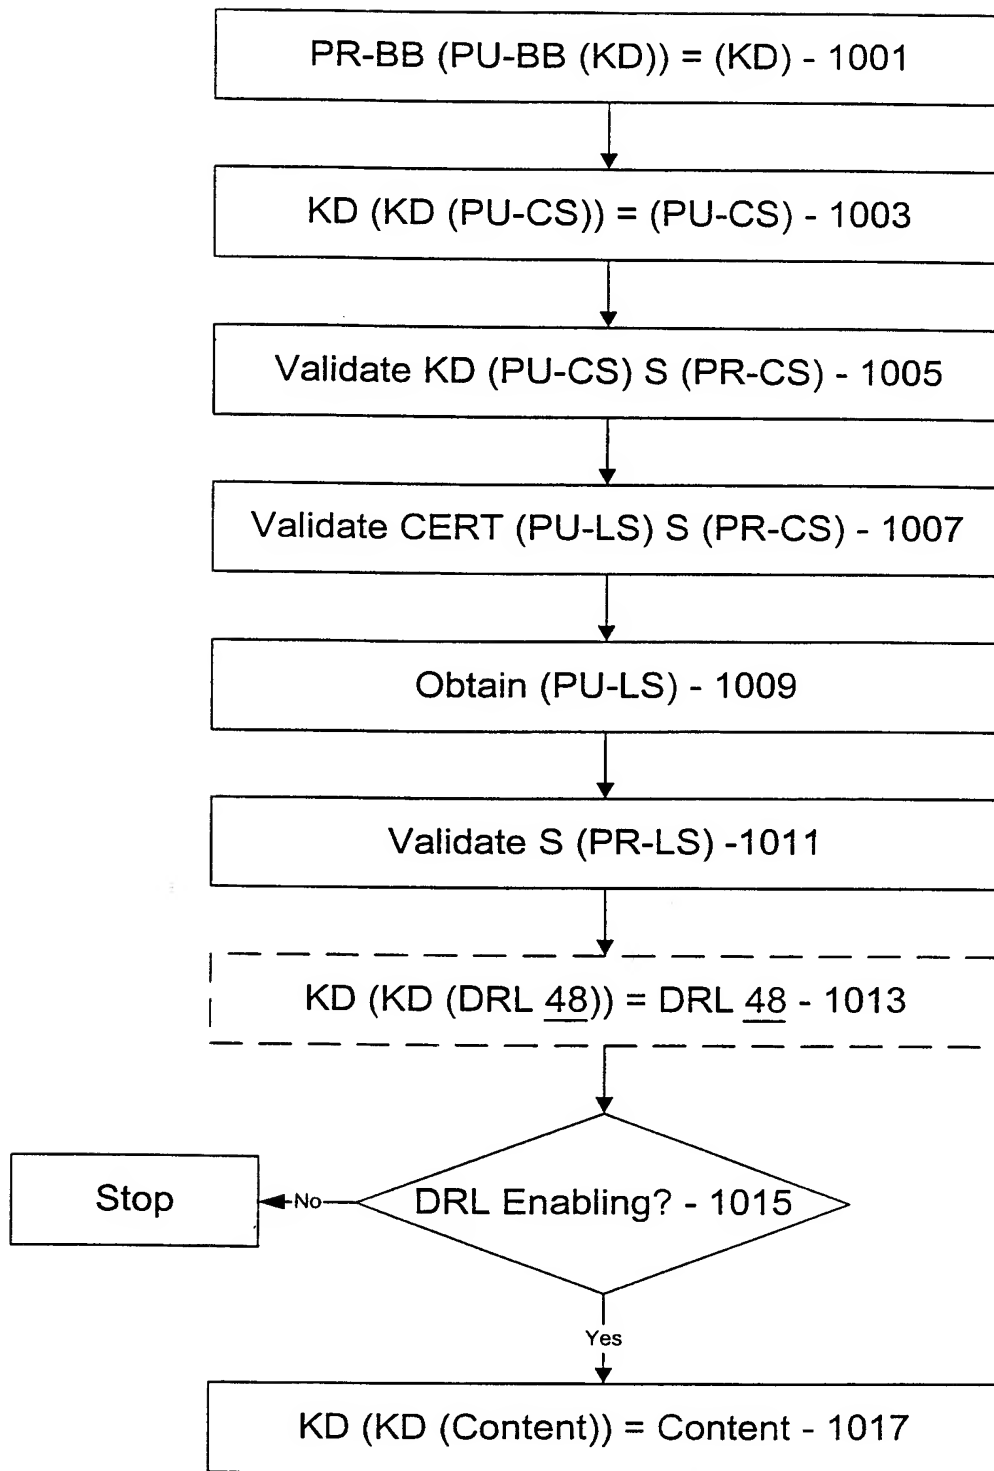 PR-BB (PU-BB (KD)) = (KD) - 1001
KD (KD (PU-CS)) = (PU-CS) - 1003
Validate KD (PU-CS) S (PR-CS) - 1005
Validate CERT (PU-LS) S (PR-CS) - 1007
Obtain (PU-LS) - 1009
Validate S (PR-LS) -1011
KD (KD (DRL 48)) = DRL 48 - 1013
DRL Enabling? - 1015
No
Stop
Yes
KD (KD (Content)) = Content - 1017